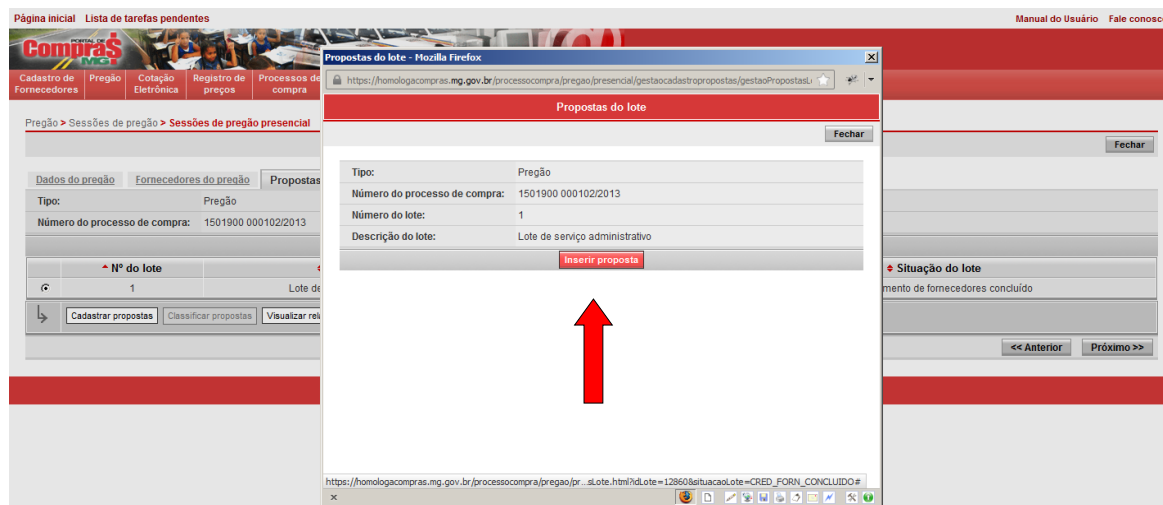 Página inicial Lista de tarefas pendentes Manual do Usuário Fale conosc
PORTAL DE
Compras
MG
Cadastro de Fornecedores Pregão Cotação Eletrônica Registro de preços Processos de compra
Pregão > Sessões de pregão > Sessões de pregão presencial
Fechar
Dados do pregão Fornecedores do pregão Propostas
Tipo: Pregão
Número do processo de compra: 1501900 000102/2013
Nº do lote Situação do lote
1 Lote de mento de fornecedores concluído
Cadastrar propostas Classificar propostas Visualizar rel
<< Anterior Próximo >>
Propostas do lote - Mozilla Firefox
https://homologacompras.mg.gov.br/processocompra/pregao/presencial/gestaocadastropropostas/gestaoPropostasL
Propostas do lote
Fechar
Tipo: Pregão
Número do processo de compra: 1501900 000102/2013
Número do lote: 1
Descrição do lote: Lote de serviço administrativo
Inserir proposta
https://homologacompras.mg.gov.br/processocompra/pregao/pr...sLote.html?idLote=12860&situacaoLote=CRED_FORN_CONCLUIDO#